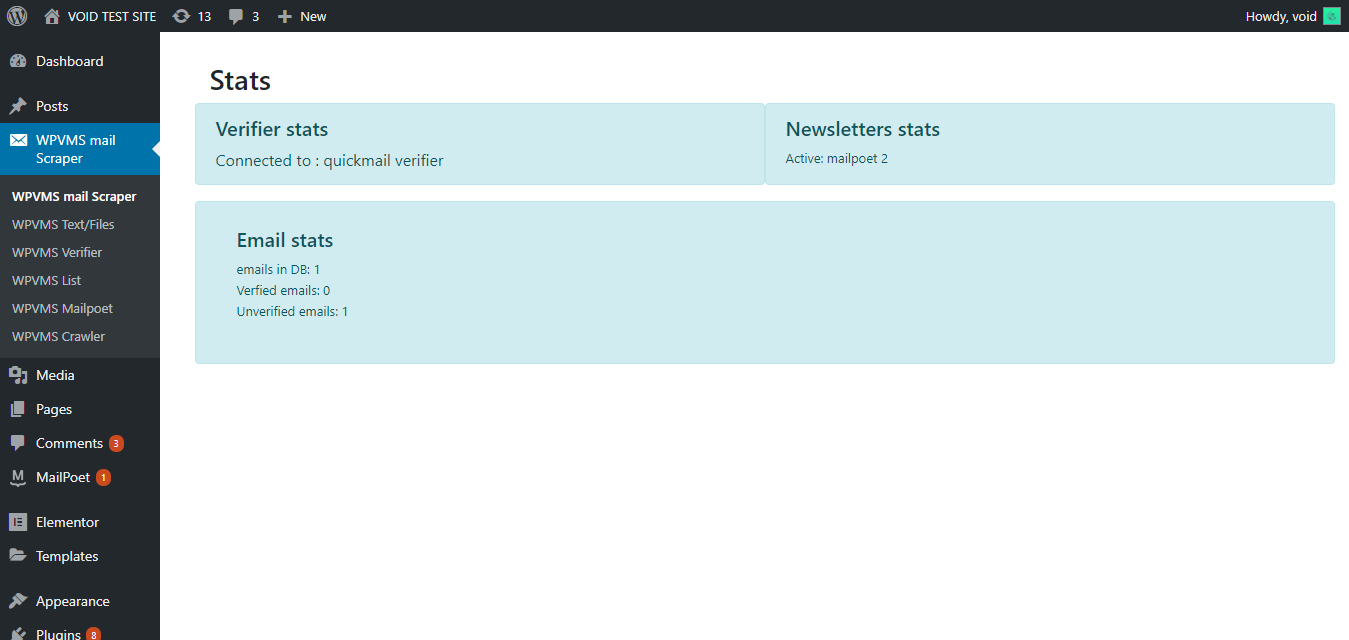 VOID TEST SITE 13 3 New Howdy, void
Dashboard
Posts
WPVMS mail
Scraper
WPVMS mail Scraper
WPVMS Text/Files
WPVMS Verifier
WPVMS List
WPVMS Mailpoet
WPVMS Crawler
Media
Pages
Comments 3
MailPoet 1
Elementor
Templates
Appearance
Plugins 8
Stats
Verifier stats
Connected to : quickmail verifier
Newsletters stats
Active: mailpoet 2
Email stats
emails in DB: 1
Verfied emails: 0
Unverified emails: 1